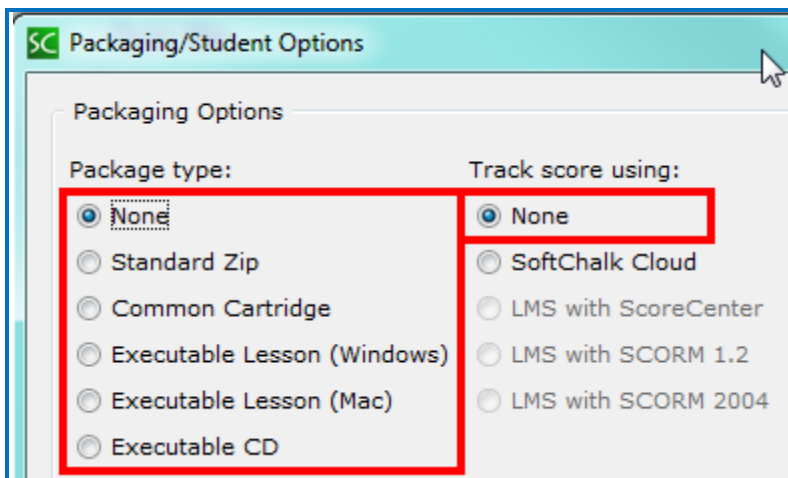 SC Packaging/Student Options
Packaging Options
Package type:
None
Standard Zip
Common Cartridge
Executable Lesson (Windows)
Executable Lesson (Mac)
Executable CD
Track score using:
None
SoftChalk Cloud
LMS with ScoreCenter
LMS with SCORM 1.2
LMS with SCORM 2004